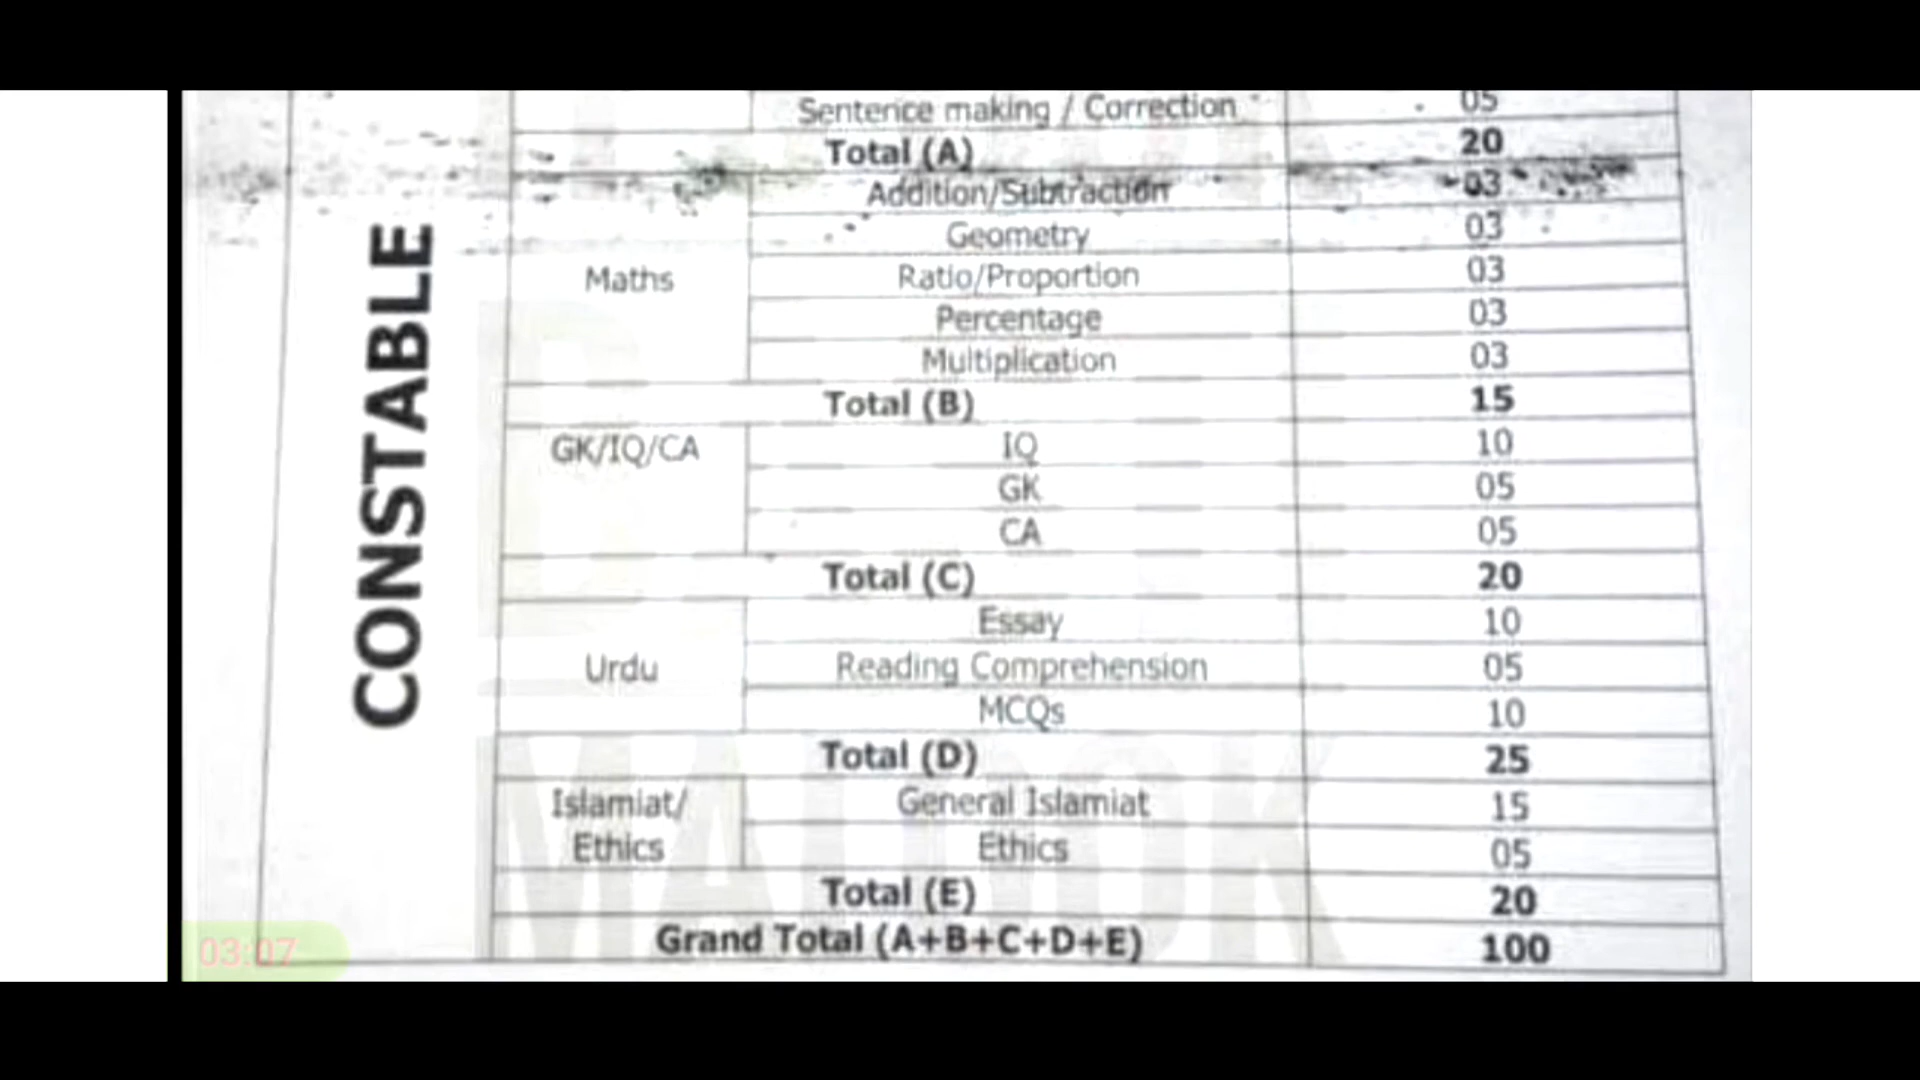 Sentence making / Correction 05
Total (A) 20
Addition/Subtraction 03
Geometry 03
Maths Ratio/Proportion 03
Percentage 03
Multiplication 03
Total (B) 15
GK/IQ/CA IQ 10
GK 05
CA 05
Total (C) 20
Essay 10
Urdu Reading Comprehension 05
MCQs 10
Total (D) 25
Islamiat/ General Islamiat 15
Ethics Ethics 05
Total (E) 20
Grand Total (A+B+C+D+E) 100
CONSTABLE
03:07